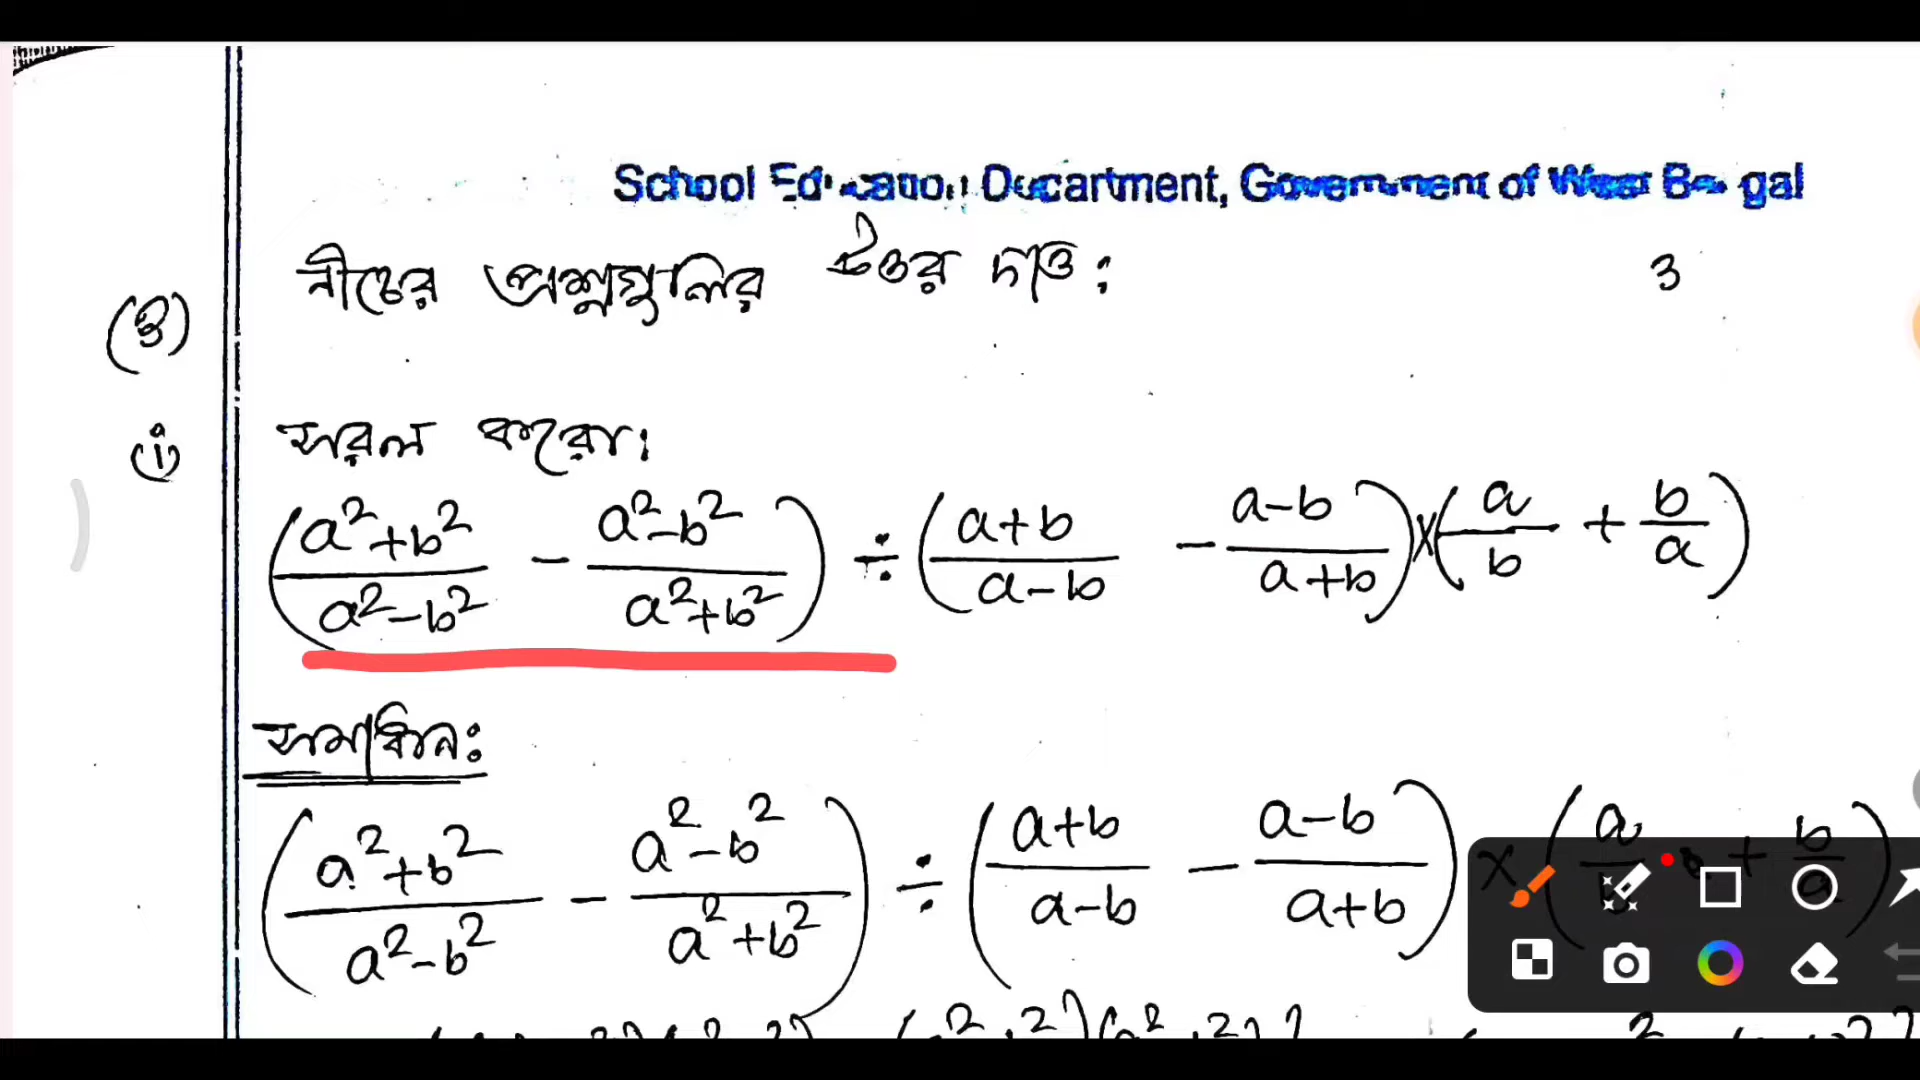 School Education Department, Government of West Bengal
নীচের প্রশ্নগুলির উত্তর দাও : 3
(3)
(i) সরল করো।
(a²+b²/a²-b² - a²-b²/a²+b²) ÷ (a+b/a-b - a-b/a+b) × (a/b + b/a)
সমাধান:
(a²+b²/a²-b² - a²-b²/a²+b²) ÷ (a+b/a-b - a-b/a+b) × (a/b + b/a)